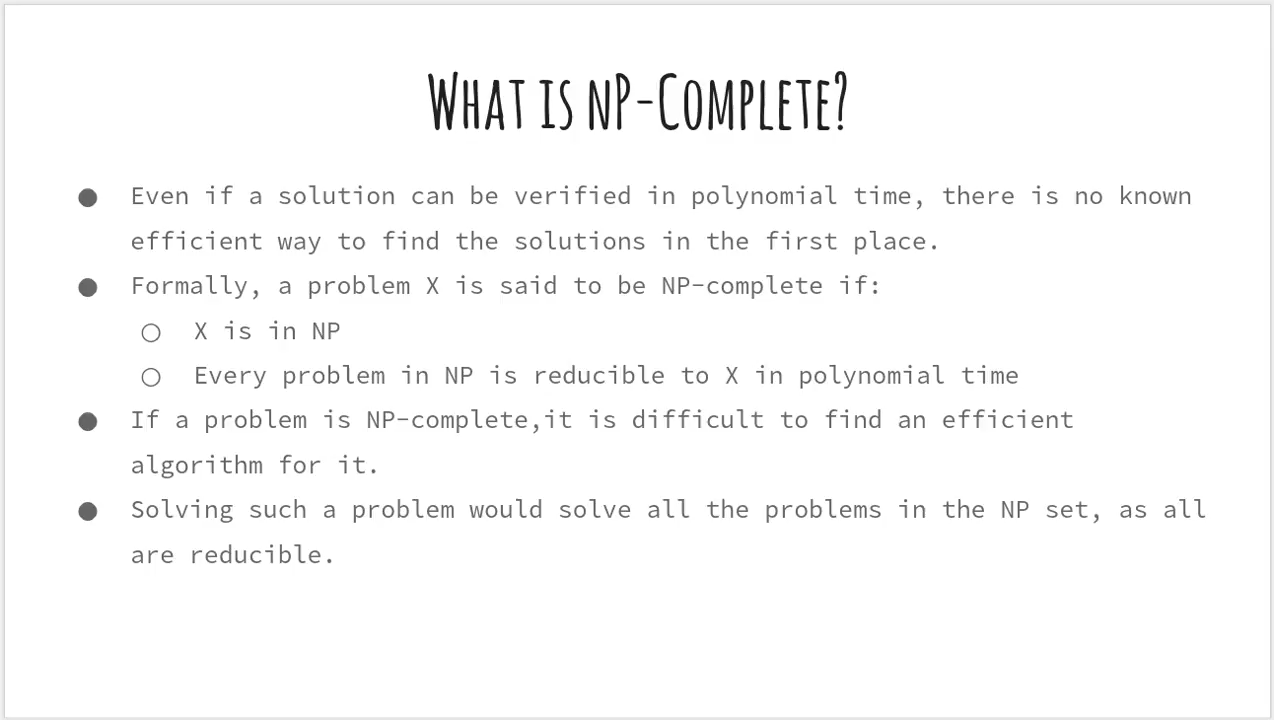 What is NP-Complete?
● Even if a solution can be verified in polynomial time, there is no known
efficient way to find the solutions in the first place.
● Formally, a problem X is said to be NP-complete if:
○ X is in NP
○ Every problem in NP is reducible to X in polynomial time
● If a problem is NP-complete,it is difficult to find an efficient
algorithm for it.
● Solving such a problem would solve all the problems in the NP set, as all
are reducible.